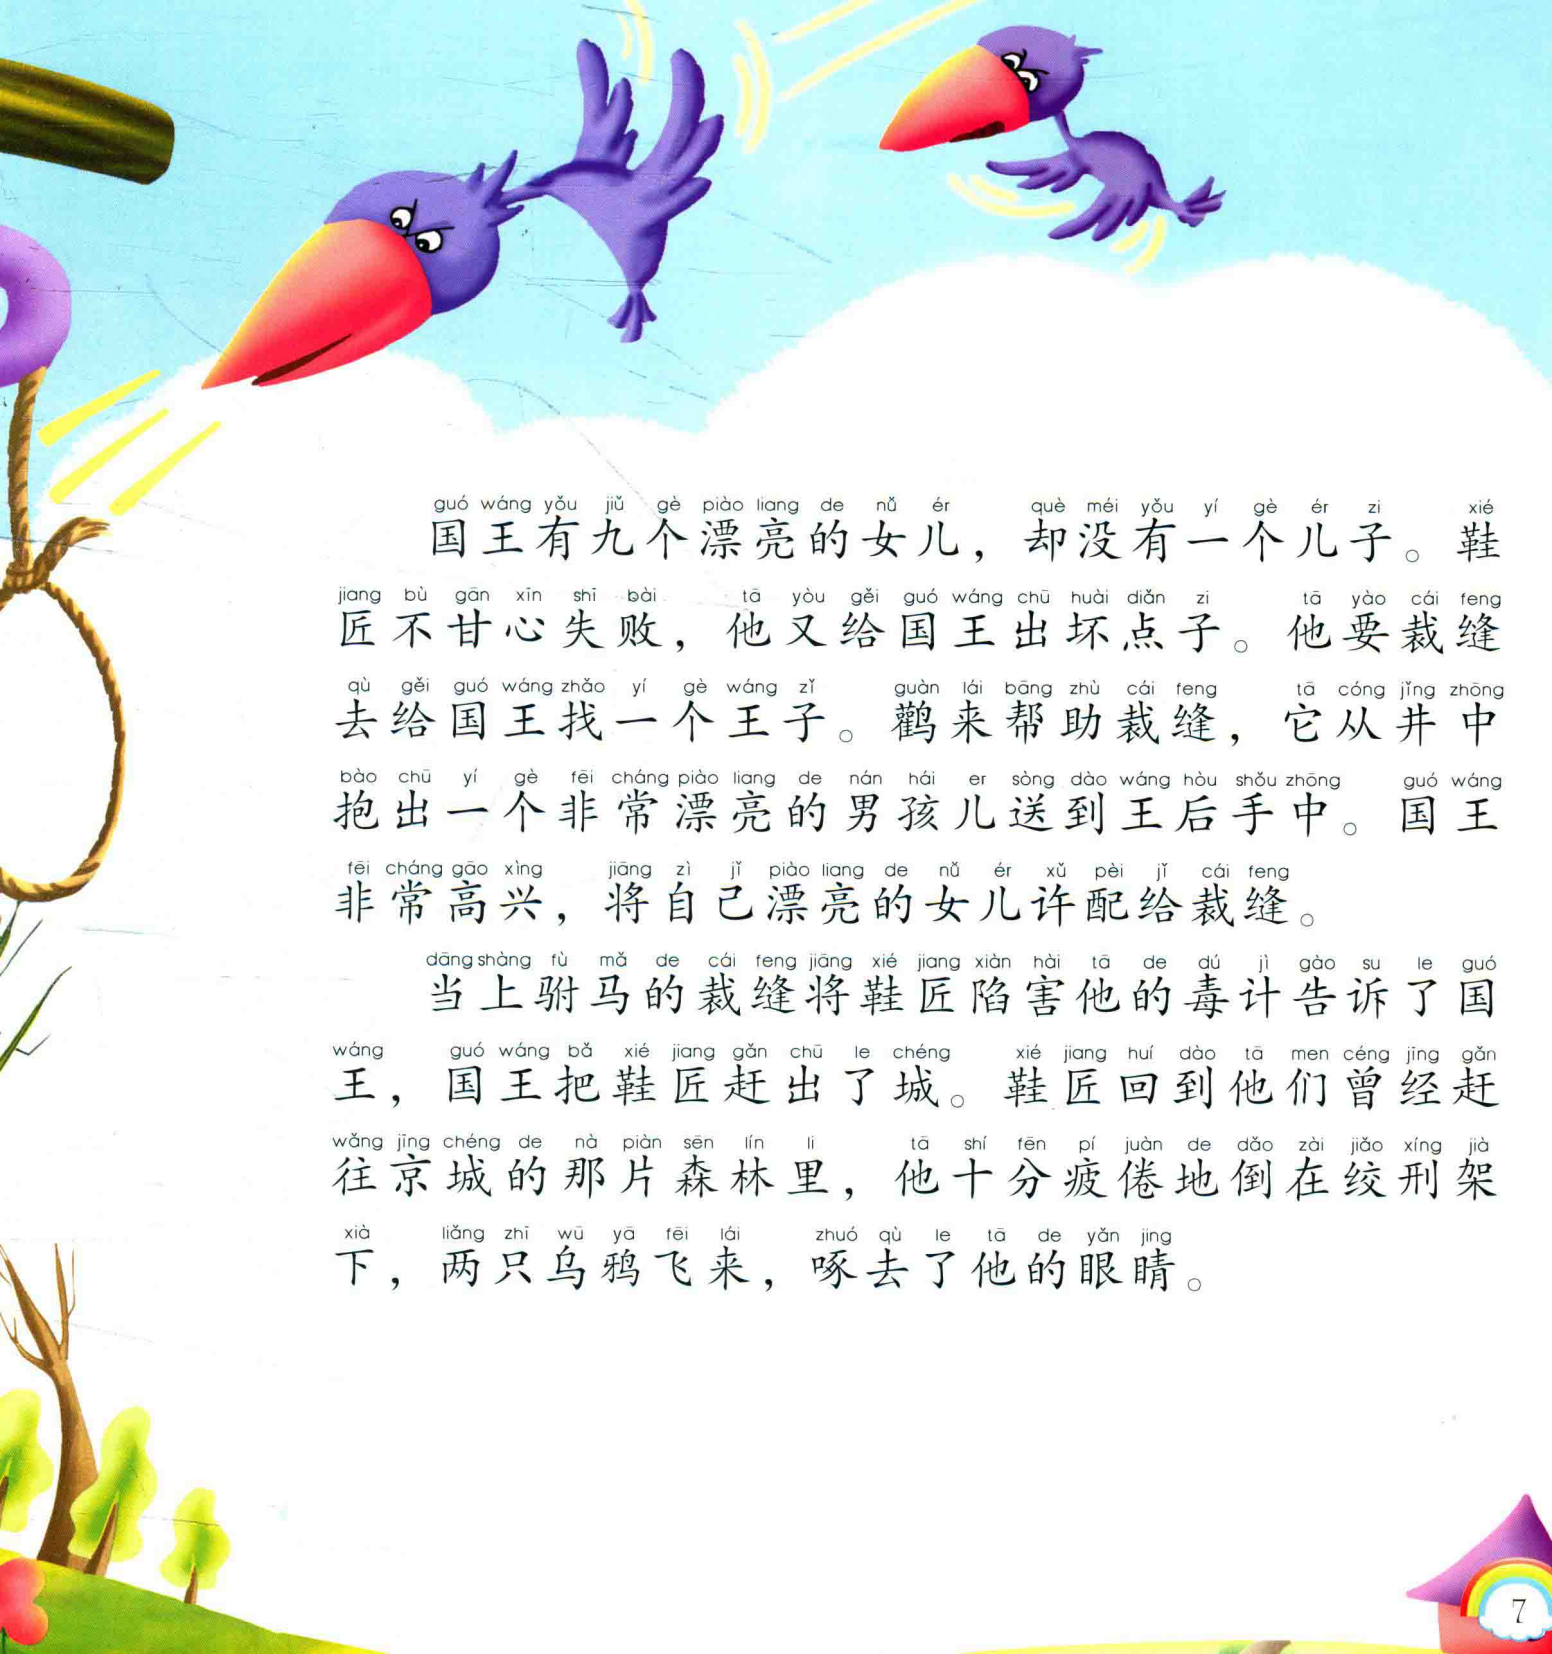 guó wáng yǒu jiǔ gè piào liang de nǚ ér què méi yǒu yí gè ér zi xié
国王有九个漂亮的女儿，却没有一个儿子。鞋
jiang bù gān xīn shī bài tā yòu gěi guó wáng chū huài diǎn zi tā yào cái feng
匠不甘心失败，他又给国王出坏点子。他要裁缝
qù gěi guó wáng zhǎo yí gè wáng zǐ guàn lái bāng zhù cái feng tā cóng jǐng zhōng
去给国王找一个王子。鹳来帮助裁缝，它从井中
bào chū yí gè fēi cháng piào liang de nán hái er sòng dào wáng hòu shǒu zhōng guó wáng
抱出一个非常漂亮的男孩儿送到王后手中。国王
fēi cháng gāo xìng jiāng zì jǐ piào liang de nǚ ér xǔ pèi jǐ cái feng
非常高兴，将自己漂亮的女儿许配给裁缝。
dāng shàng fù mǎ de cái feng jiāng xié jiang xiàn hài tā de dú jì gào su le guó
当上驸马的裁缝将鞋匠陷害他的毒计告诉了国
wáng guó wáng bǎ xié jiang gǎn chū le chéng xié jiang huí dào tā men céng jīng gǎn
王，国王把鞋匠赶出了城。鞋匠回到他们曾经赶
wǎng jīng chéng de nà piàn sēn lín li tā shí fēn pí juàn de dǎo zài jiǎo xíng jià
往京城的那片森林里，他十分疲倦地倒在绞刑架
xià liǎng zhī wū yā fēi lái zhuó qù le tā de yǎn jing
下，两只乌鸦飞来，啄去了他的眼睛。
7